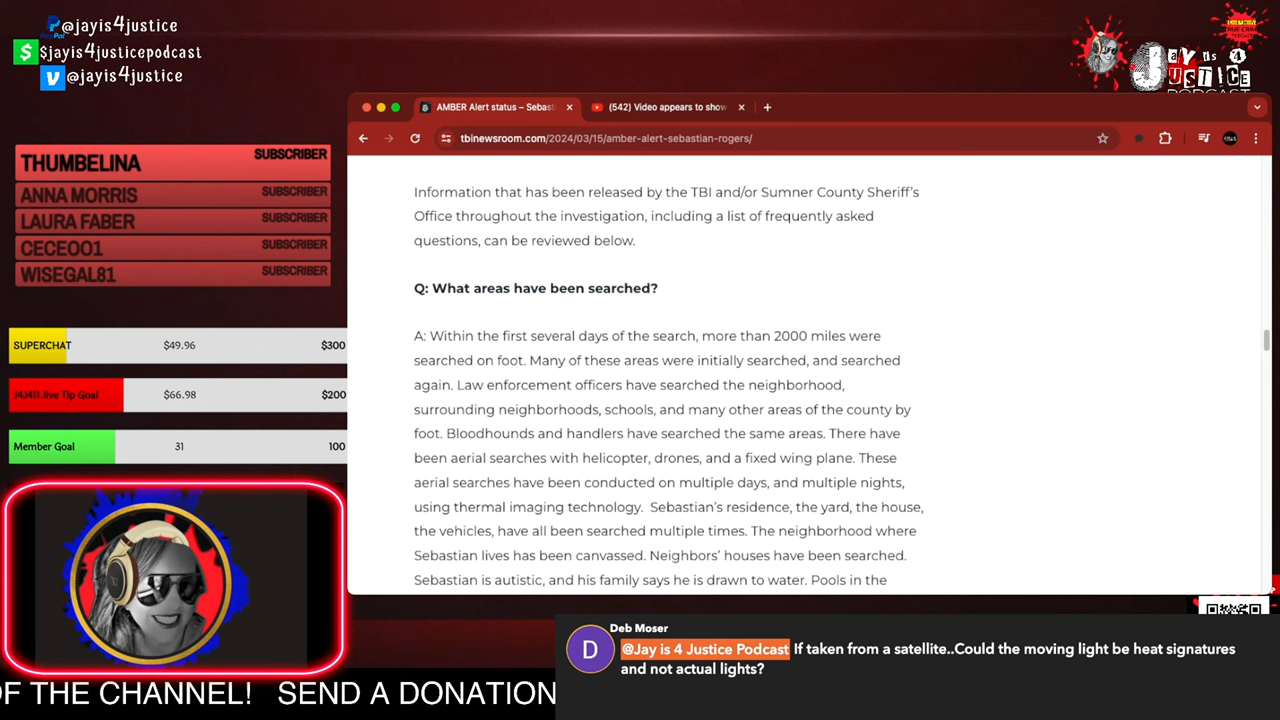 @jayis4justice
PayPal
$jayis4justicepodcast
@jayis4justice
JAY IS 4
JUSTICE
PODCAST
THUMBELINA SUBSCRIBER
ANNA MORRIS SUBSCRIBER
LAURA FABER SUBSCRIBER
CECE001 SUBSCRIBER
WISEGAL81 SUBSCRIBER
SUPERCHAT $49.96 $300
J4J411.live Tip Goal $66.98 $200
Member Goal 31 100
AMBER Alert status – Sebast
(542) Video appears to show
tbinewsroom.com/2024/03/15/amber-alert-sebastian-rogers/
Information that has been released by the TBI and/or Sumner County Sheriff’s
Office throughout the investigation, including a list of frequently asked
questions, can be reviewed below.
Q: What areas have been searched?
A: Within the first several days of the search, more than 2000 miles were
searched on foot. Many of these areas were initially searched, and searched
again. Law enforcement officers have searched the neighborhood,
surrounding neighborhoods, schools, and many other areas of the county by
foot. Bloodhounds and handlers have searched the same areas. There have
been aerial searches with helicopter, drones, and a fixed wing plane. These
aerial searches have been conducted on multiple days, and multiple nights,
using thermal imaging technology. Sebastian’s residence, the yard, the house,
the vehicles, have all been searched multiple times. The neighborhood where
Sebastian lives has been canvassed. Neighbors’ houses have been searched.
Sebastian is autistic, and his family says he is drawn to water. Pools in the
D
Deb Moser
@Jay is 4 Justice Podcast If taken from a satellite..Could the moving light be heat signatures
and not actual lights?
OF THE CHANNEL! SEND A DONATION